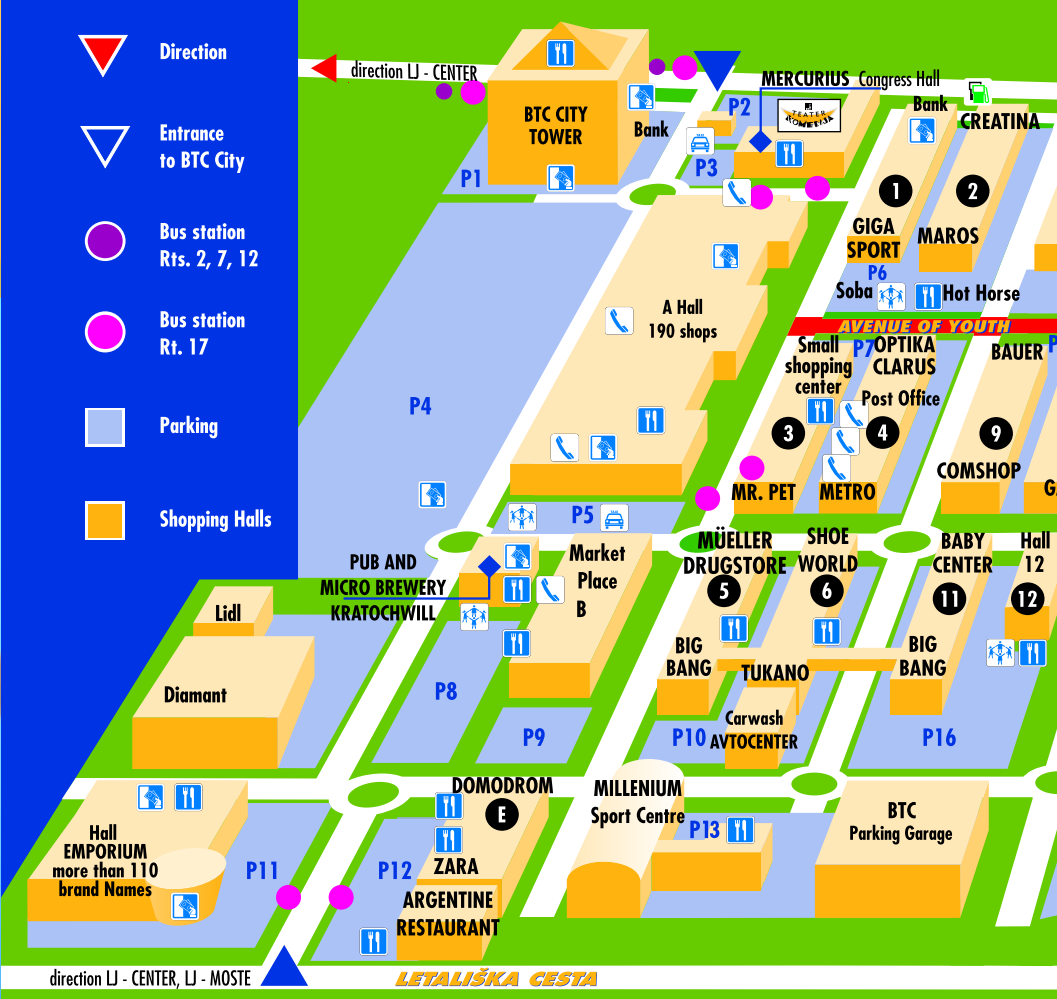 Direction
Entrance
to BTC City
Bus station
Rts. 2, 7, 12
Bus station
Rt. 17
Parking
Shopping Halls
direction LJ - CENTER
BTC CITY
TOWER
Bank
P1
P2
P3
MERCURIUS Congress Hall
TEATER
KOMEDIJA
TAXI
Bank
CREATINA
1
2
GIGA
SPORT
MAROS
P6
Soba
Hot Horse
AVENUE OF YOUTH
A Hall
190 shops
P4
Small
shopping
center
P7
OPTIKA
CLARUS
Post Office
BAUER
P
3
4
9
MR. PET
METRO
COMSHOP
G
P5
TAXI
PUB AND
MICRO BREWERY
KRATOCHWILL
Market
Place
B
MÜELLER
DRUGSTORE
5
SHOE
WORLD
6
BABY
CENTER
11
Hall
12
12
Lidl
Diamant
P8
P9
BIG
BANG
TUKANO
BIG
BANG
Carwash
AVTOCENTER
P10
P16
DOMODROM
E
ZARA
ARGENTINE
RESTAURANT
MILLENIUM
Sport Centre
P13
BTC
Parking Garage
Hall
EMPORIUM
more than 110
brand Names
P11
P12
direction LJ - CENTER, LJ - MOSTE
LETALIŠKA CESTA